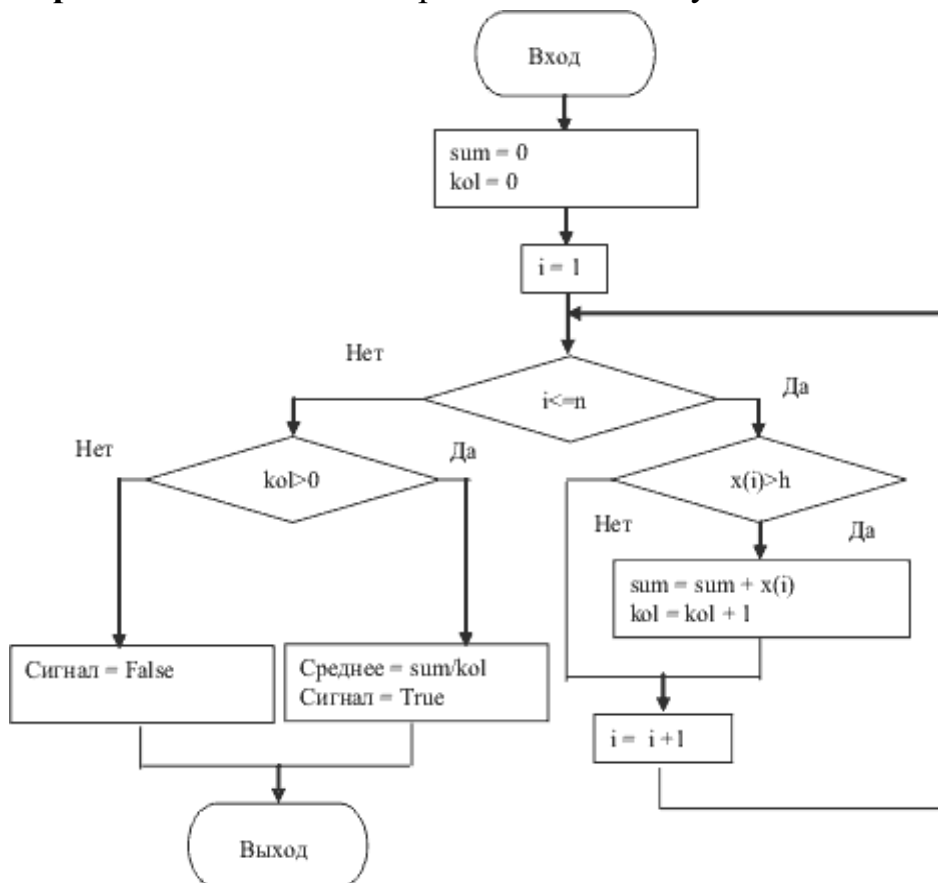 Вход
sum = 0
kol = 0
i = 1
Нет
i<=n
Да
Нет
kol>0
Да
x(i)>h
Нет
Да
sum = sum + x(i)
kol = kol + 1
Сигнал = False
Среднее = sum/kol
Сигнал = True
i = i +1
Выход